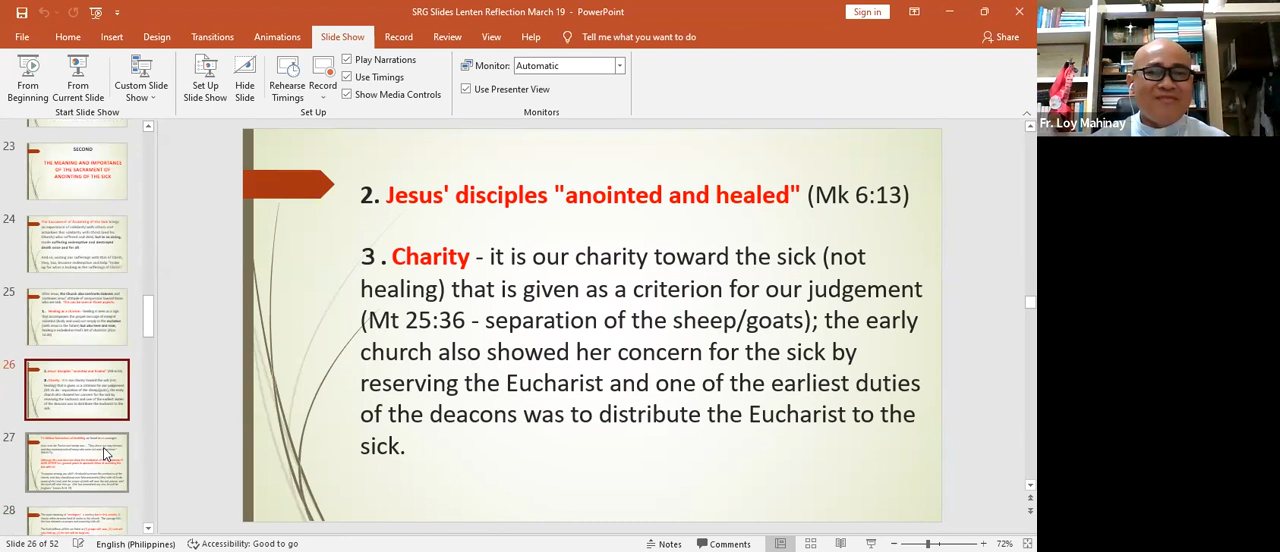 SRG Slides Lenten Reflection March 19 - PowerPoint
Sign in
File Home Insert Design Transitions Animations Slide Show Record Review View Help Tell me what you want to do Share
From Beginning
From Current Slide
Custom Slide Show
Set Up Slide Show
Hide Slide
Rehearse Timings
Record
Play Narrations
Use Timings
Show Media Controls
Monitor: Automatic
Use Presenter View
Start Slide Show
Set Up
Monitors
Fr. Loy Mahinay
23
SECOND
THE MEANING AND IMPORTANCE
OF THE SACRAMENT OF
ANOINTING OF THE SICK
24
25
26
27
28
2. Jesus' disciples "anointed and healed" (Mk 6:13)
3. Charity - it is our charity toward the sick (not
healing) that is given as a criterion for our judgement
(Mt 25:36 - separation of the sheep/goats); the early
church also showed her concern for the sick by
reserving the Eucharist and one of the earliest duties
of the deacons was to distribute the Eucharist to the
sick.
Slide 26 of 52 English (Philippines) Accessibility: Good to go Notes Comments 72%